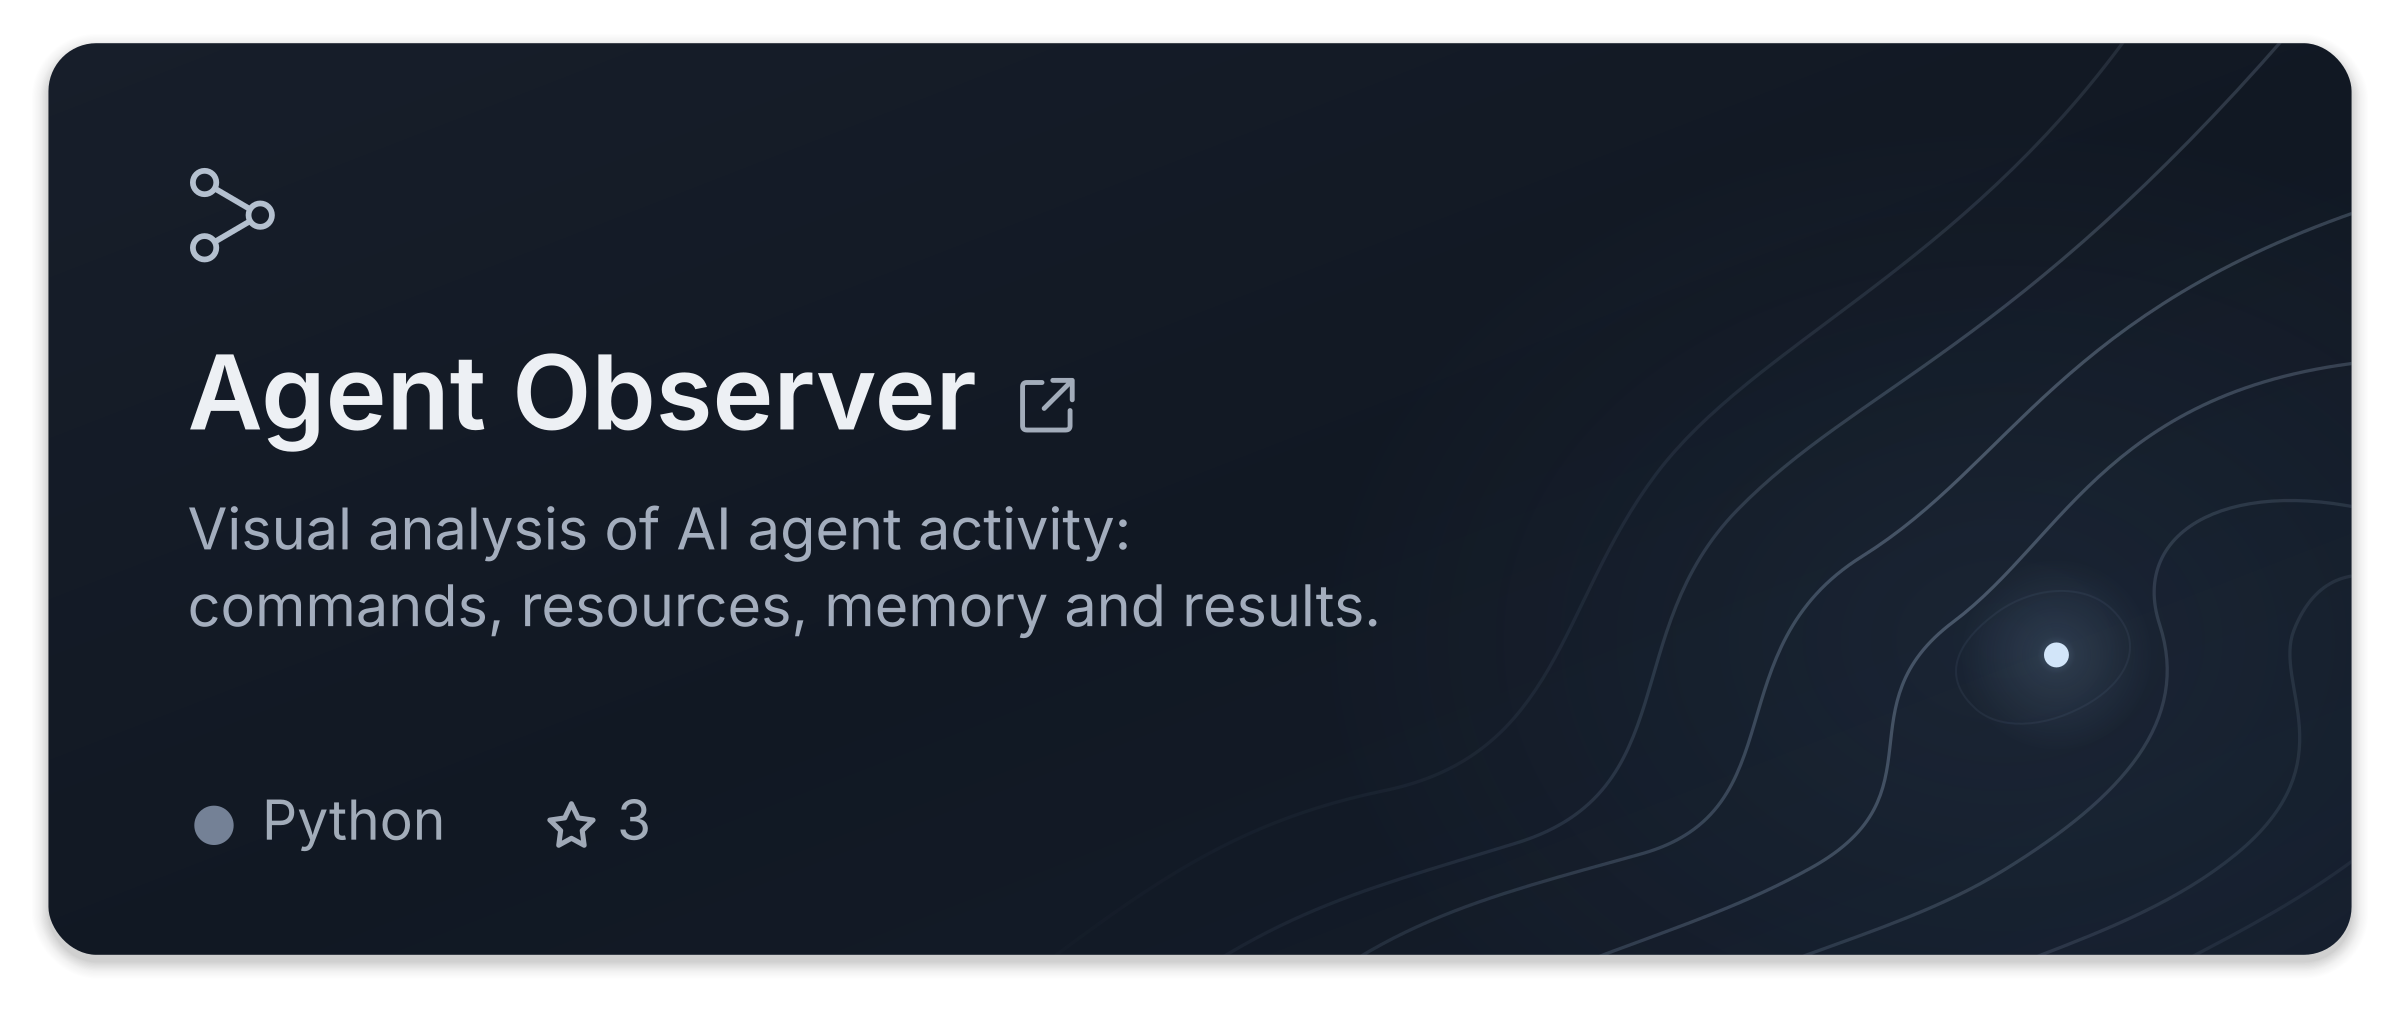 Agent Observer
Visual analysis of AI agent activity:
commands, resources, memory and results.
Python
3